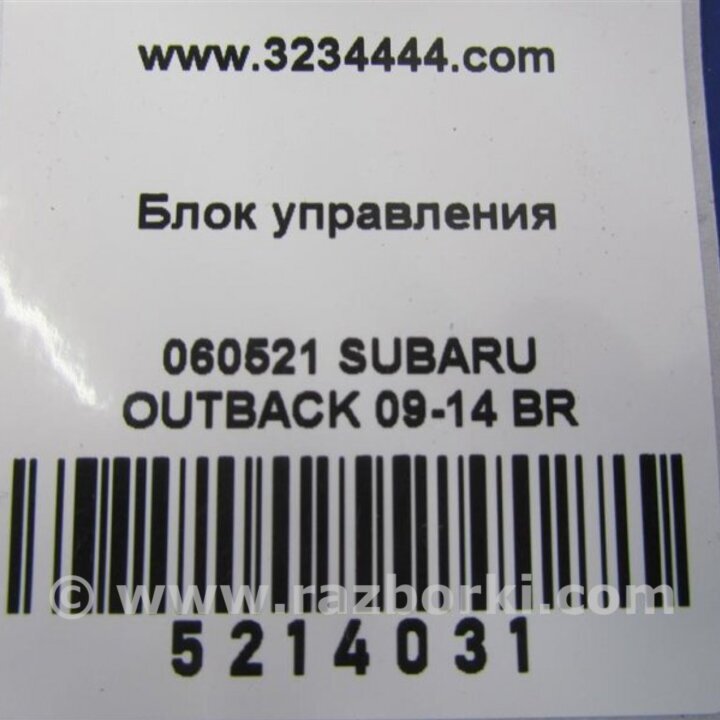 www.3234444.com
Блок управления
060521 SUBARU
OUTBACK 09-14 BR
© www.razborki.com
5214031